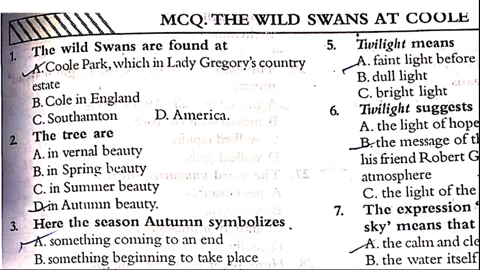 MCQ. THE WILD SWANS AT COOLE
1. The wild Swans are found at
A. Coole Park, which in Lady Gregory's country
estate
B. Cole in England
C. Southamton D. America.
2. The tree are
A. in vernal beauty
B. in Spring beauty
C. in Summer beauty
D. in Autumn beauty.
3. Here the season Autumn symbolizes.
A. something coming to an end
B. something beginning to take place
5. Twilight means
A. faint light before
B. dull light
C. bright light
6. Twilight suggests
A. the light of hope
B. the message of th
his friend Robert G
atmosphere
C. the light of the
7. The expression '
sky' means that
A. the calm and cle
B. the water itself